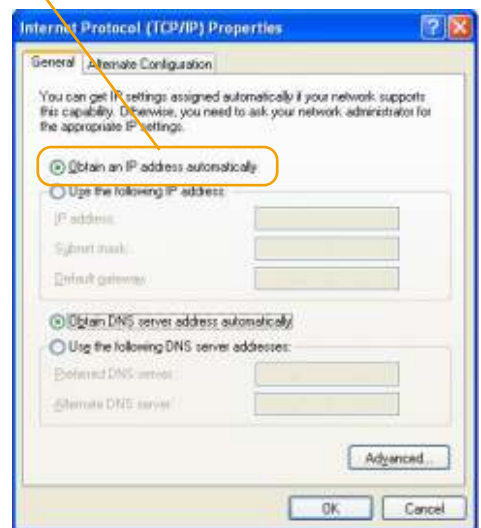 Internet Protocol (TCP/IP) Properties
General
Alternate Configuration
You can get IP settings assigned automatically if your network supports
this capability. Otherwise, you need to ask your network administrator for
the appropriate IP settings.
Obtain an IP address automatically
Use the following IP address:
IP address:
Subnet mask:
Default gateway:
Obtain DNS server address automatically
Use the following DNS server addresses:
Preferred DNS server:
Alternate DNS server:
Advanced...
OK
Cancel